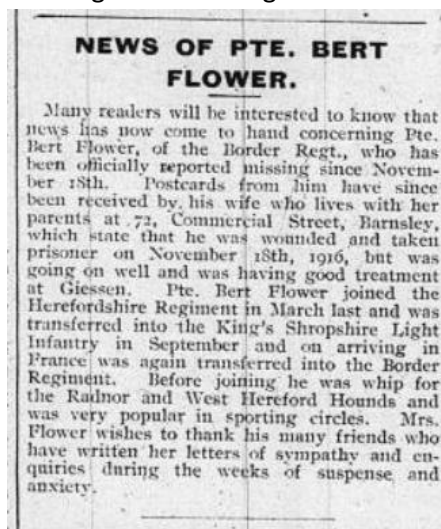 NEWS OF PTE. BERT
FLOWER.
Many readers will be interested to know that
news has now come to hand concerning Pte.
Bert Flower, of the Border Regt., who has
been officially reported missing since Novem-
ber 18th. Postcards from him have since
been received by his wife who lives with her
parents at 72, Commercial Street, Barnsley,
which state that he was wounded and taken
prisoner on November 18th, 1916, but was
going on well and was having good treatment
at Giessen. Pte. Bert Flower joined the
Herefordshire Regiment in March last and was
transferred into the King's Shropshire Light
Infantry in September and on arriving in
France was again transferred into the Border
Regiment. Before joining he was whip for
the Radnor and West Hereford Hounds and
was very popular in sporting circles. Mrs.
Flower wishes to thank his many friends who
have written her letters of sympathy and en-
quiries during the weeks of suspense and
anxiety.